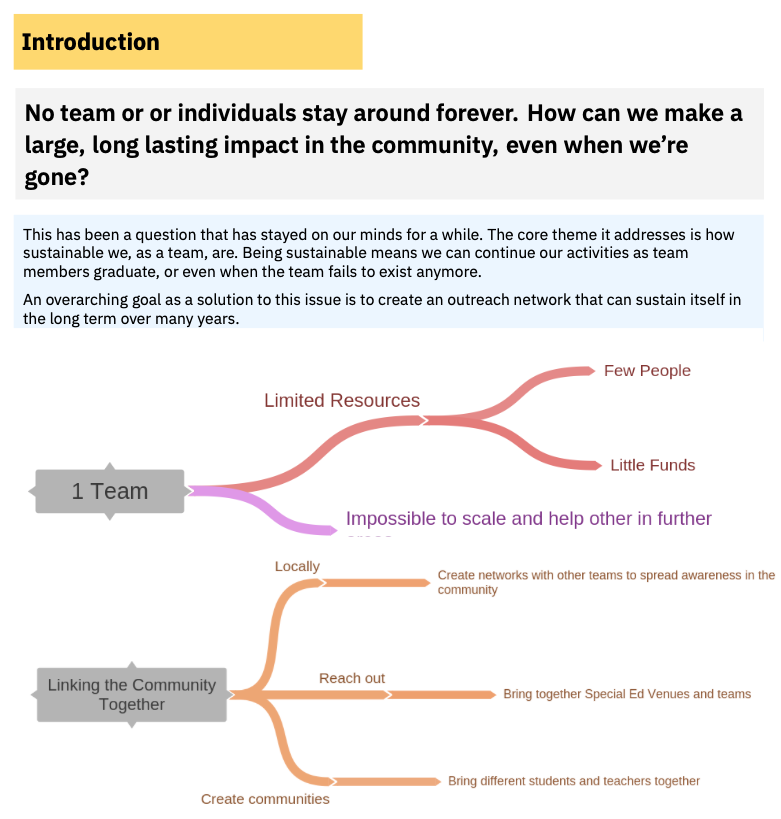 Introduction
No team or or individuals stay around forever. How can we make a
large, long lasting impact in the community, even when we’re
gone?
This has been a question that has stayed on our minds for a while. The core theme it addresses is how
sustainable we, as a team, are. Being sustainable means we can continue our activities as team
members graduate, or even when the team fails to exist anymore.
An overarching goal as a solution to this issue is to create an outreach network that can sustain itself in
the long term over many years.
Few People
Limited Resources
Little Funds
1 Team
Impossible to scale and help other in further
Locally
Create networks with other teams to spread awareness in the
community
Linking the Community
Together
Reach out
Bring together Special Ed Venues and teams
Bring different students and teachers together
Create communities